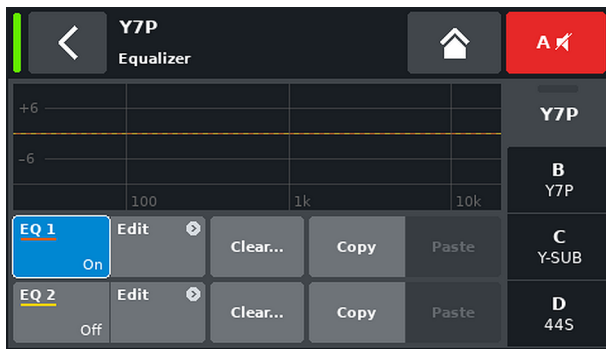 Y7P
Equalizer
A
+6
-6
100 1k 10k
Y7P
B
Y7P
C
Y-SUB
D
44S
EQ 1
On
Edit
Clear...
Copy
Paste
EQ 2
Off
Edit
Clear...
Copy
Paste